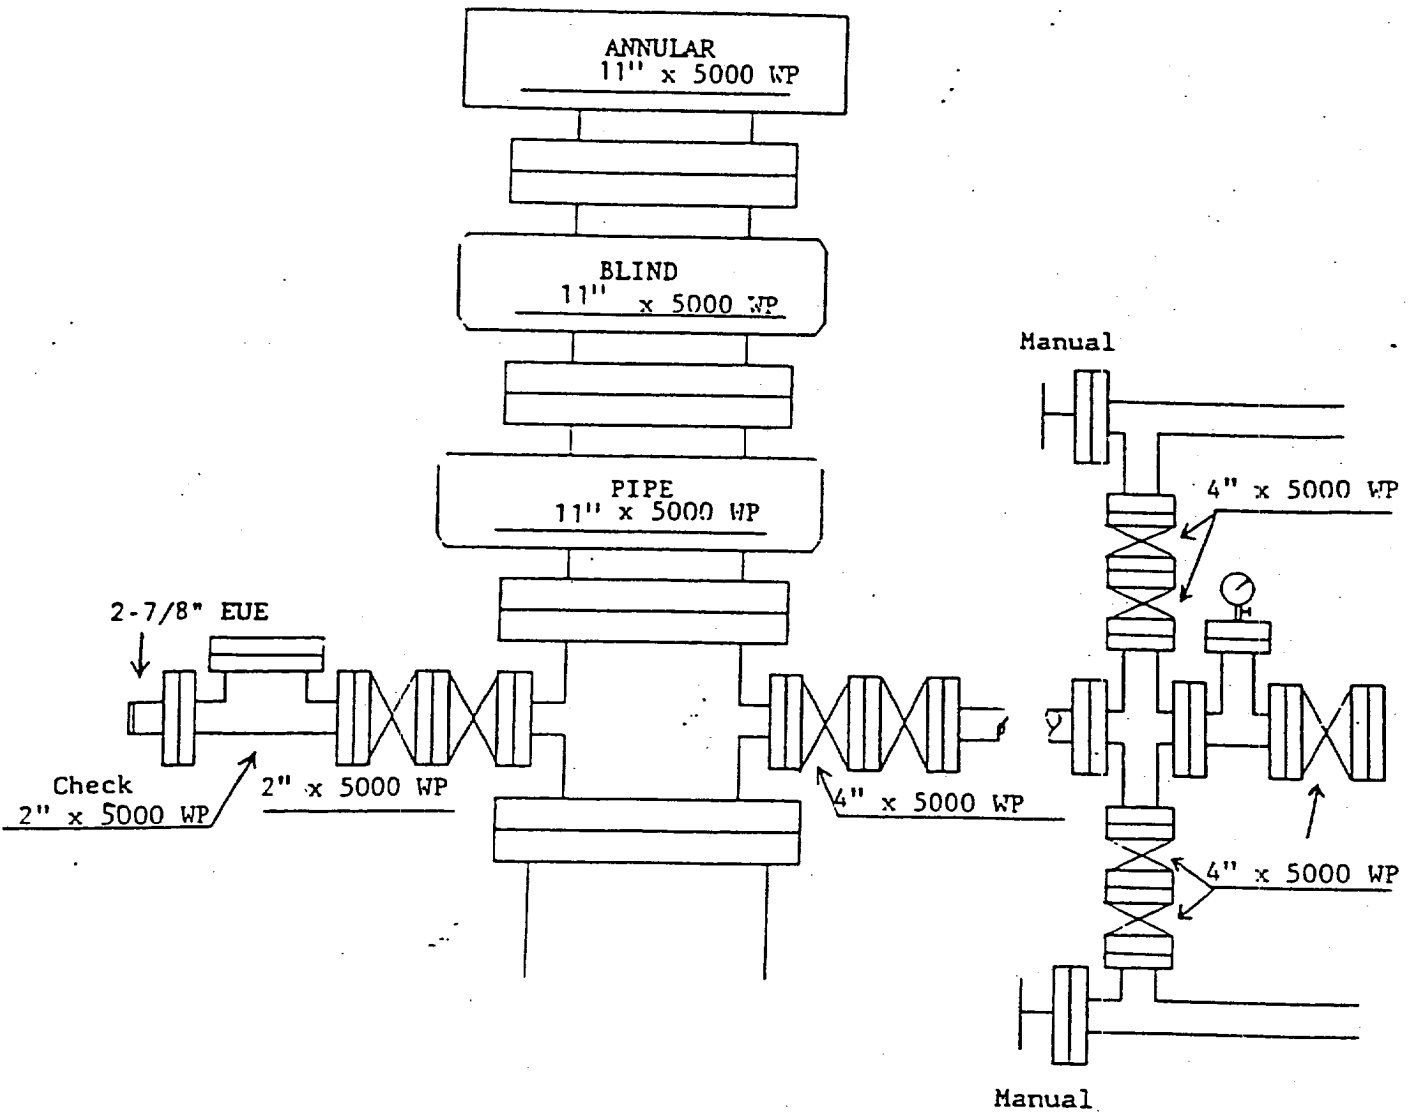 ANNULAR
11" x 5000 WP
BLIND
11" x 5000 WP
Manual
PIPE
11" x 5000 WP
4" x 5000 WP
2-7/8" EUE
Check
2" x 5000 WP
2" x 5000 WP
4" x 5000 WP
4" x 5000 WP
Manual